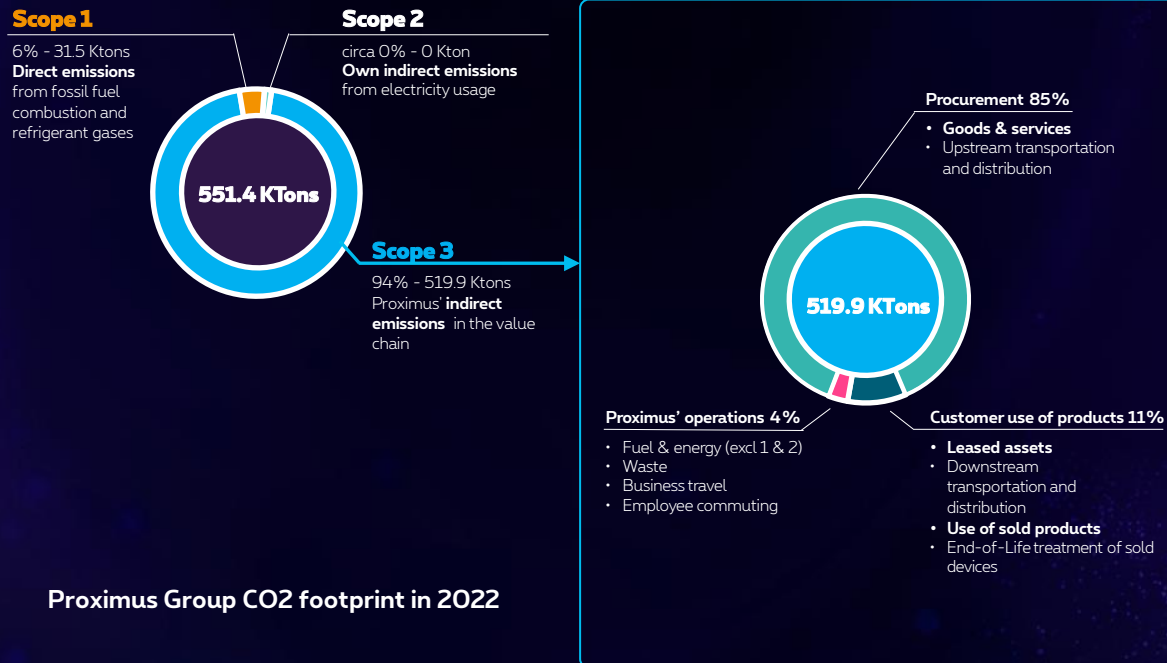 Scope 1
6% - 31.5 Ktons
Direct emissions
from fossil fuel
combustion and
refrigerant gases
Scope 2
circa 0% - 0 Kton
Own indirect emissions
from electricity usage
551.4 KTons
Scope 3
94% - 519.9 Ktons
Proximus' indirect
emissions in the value
chain
Proximus Group CO2 footprint in 2022
Procurement 85%
• Goods & services
• Upstream transportation
and distribution
519.9 KTons
Proximus' operations 4%
• Fuel & energy (excl 1 & 2)
• Waste
• Business travel
• Employee commuting
Customer use of products 11%
• Leased assets
• Downstream
transportation and
distribution
• Use of sold products
• End-of-Life treatment of sold
devices